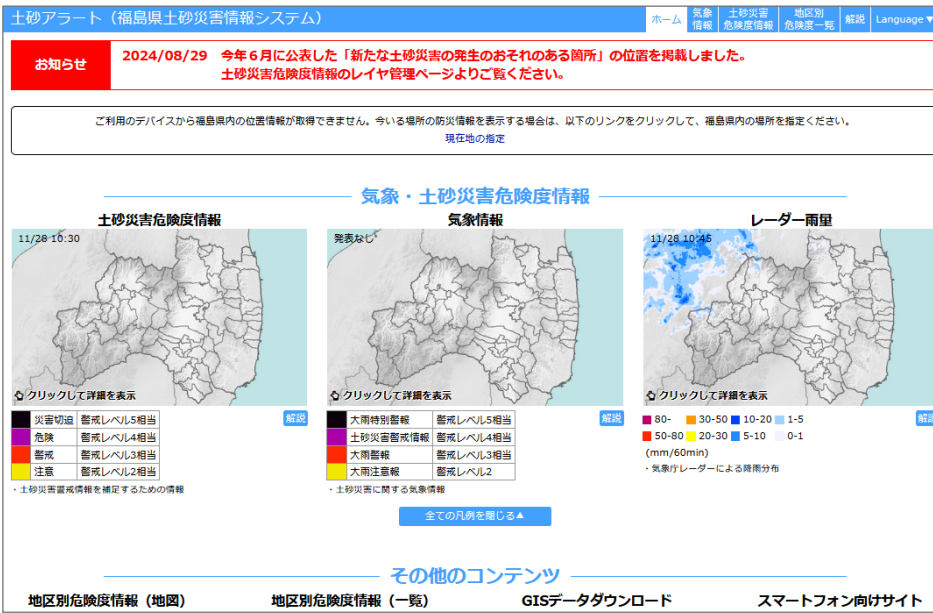 土砂アラート（福島県土砂災害情報システム）
ホーム 気象情報 土砂災害危険度情報 地区別危険度一覧 解説 Language▼
お知らせ
2024/08/29 今年６月に公表した「新たな土砂災害の発生のおそれのある箇所」の位置を掲載しました。
土砂災害危険度情報のレイヤ管理ページよりご覧ください。
ご利用のデバイスから福島県内の位置情報が取得できません。今いる場所の防災情報を表示する場合は、以下のリンクをクリックして、福島県内の場所を指定ください。
現在地の指定
気象・土砂災害危険度情報
土砂災害危険度情報
11/28 10:30
クリックして詳細を表示
災害切迫 警戒レベル5相当
危険 警戒レベル4相当
警戒 警戒レベル3相当
注意 警戒レベル2相当
解説
・土砂災害警戒情報を補足するための情報
気象情報
発表なし
クリックして詳細を表示
大雨特別警報 警戒レベル5相当
土砂災害警戒情報 警戒レベル4相当
大雨警報 警戒レベル3相当
大雨注意報 警戒レベル2
解説
・土砂災害に関する気象情報
レーダー雨量
11/28 10:45
クリックして詳細を表示
80- 30-50 10-20 1-5
50-80 20-30 5-10 0-1
(mm/60min)
解説
・気象庁レーダーによる降雨分布
全ての凡例を閉じる▲
その他のコンテンツ
地区別危険度情報（地図） 地区別危険度情報（一覧） GISデータダウンロード スマートフォン向けサイト